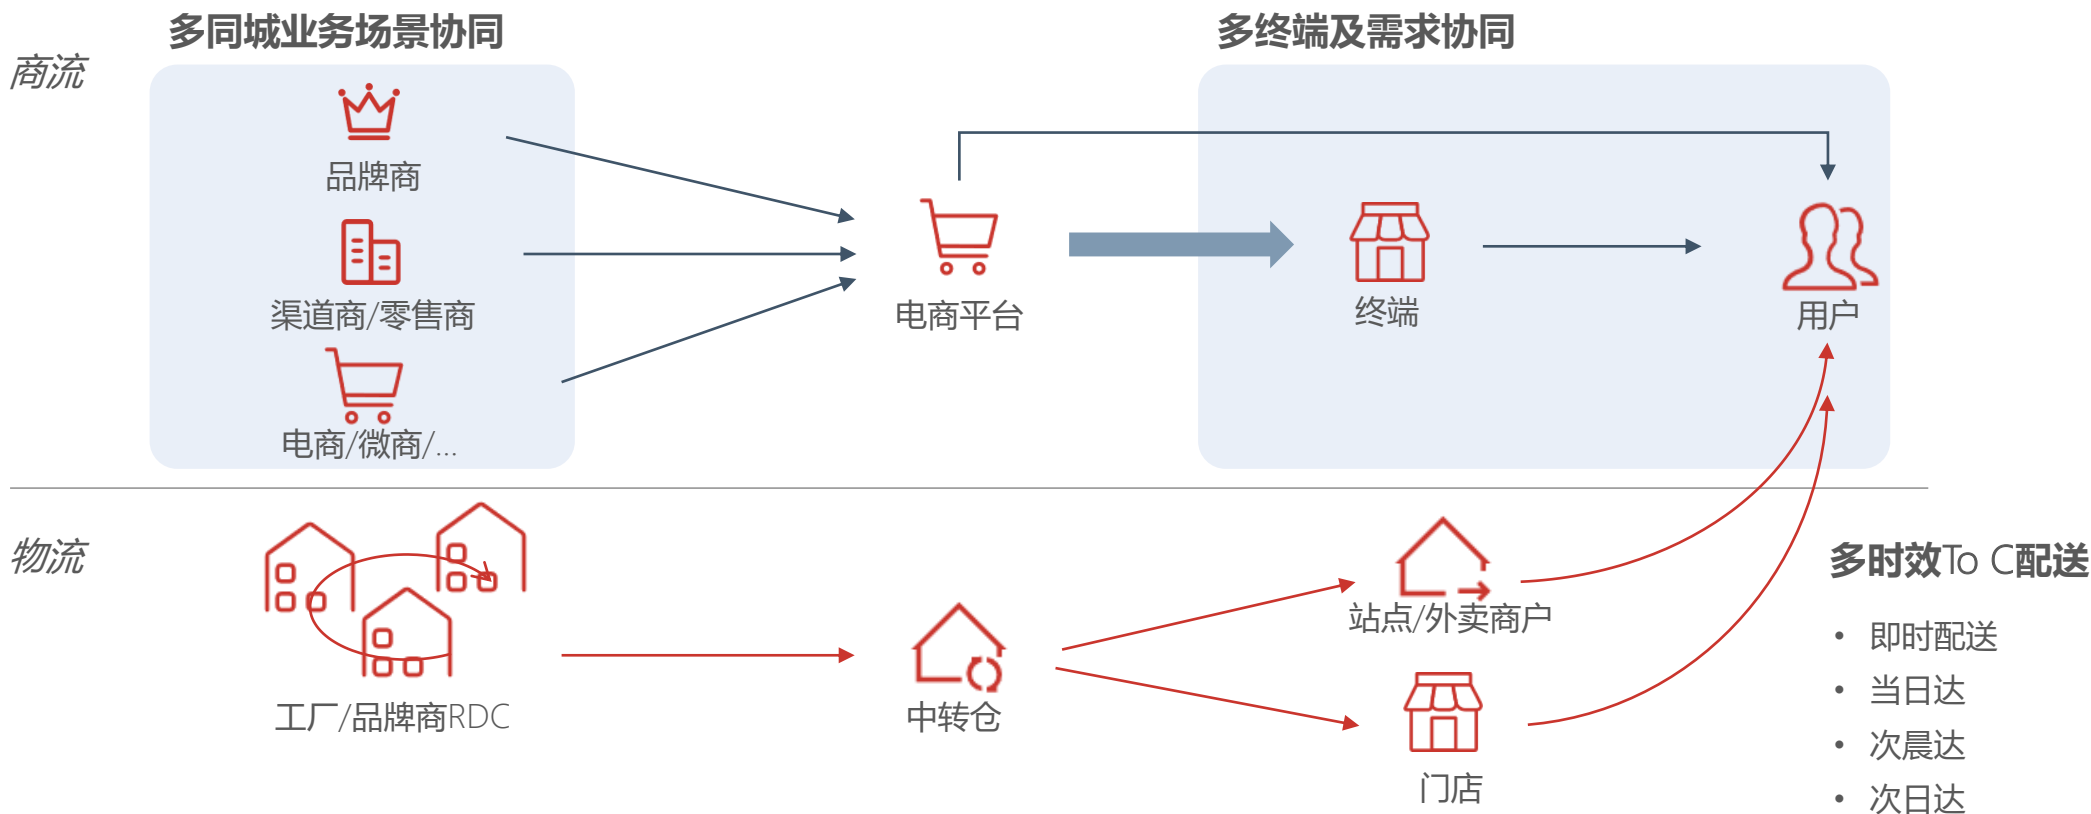 多同城业务场景协同
多终端及需求协同
商流
品牌商
渠道商/零售商
电商/微商/...
电商平台
终端
用户
物流
工厂/品牌商RDC
中转仓
站点/外卖商户
门店
多时效To C配送
• 即时配送
• 当日达
• 次晨达
• 次日达